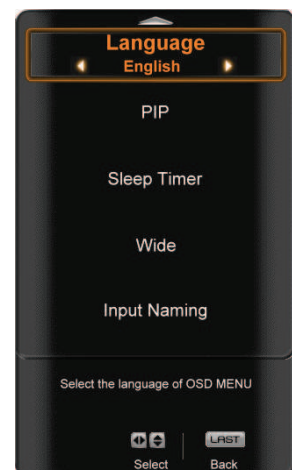 Language
English
PIP
Sleep Timer
Wide
Input Naming
Select the language of OSD MENU
LAST
Select Back